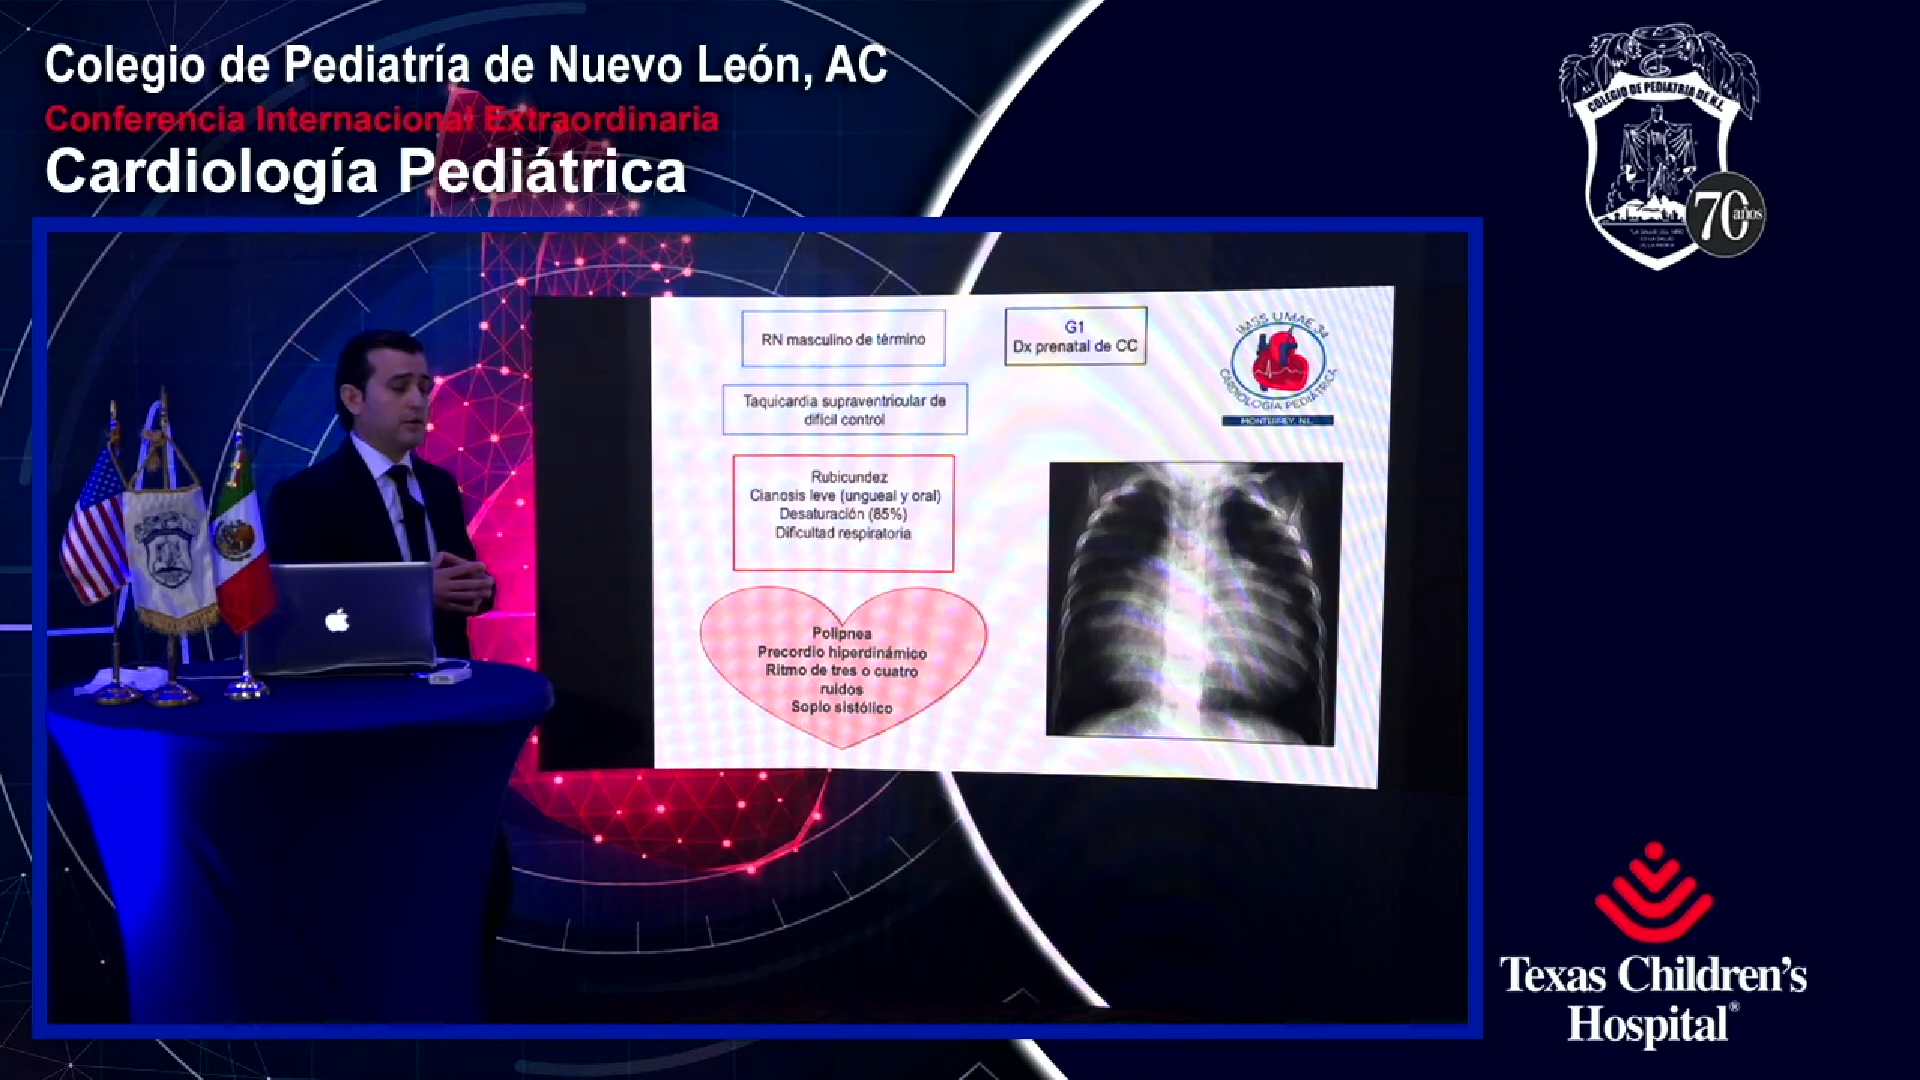 Colegio de Pediatría de Nuevo León, AC
Conferencia Internacional Extraordinaria
Cardiología Pediátrica
COLEGIO DE PEDIATRIA DE N.L.
70 años
RN masculino de término
G1
Dx prenatal de CC
IMSS UMAE 34
CARDIOLOGÍA PEDIÁTRICA
MONTERREY, N.L.
Taquicardia supraventricular de
difícil control
Rubicundez
Cianosis leve (ungueal y oral)
Desaturación (85%)
Dificultad respiratoria
Polipnea
Precordio hiperdinámico
Ritmo de tres o cuatro
ruidos
Soplo sistólico
Texas Children's
Hospital®